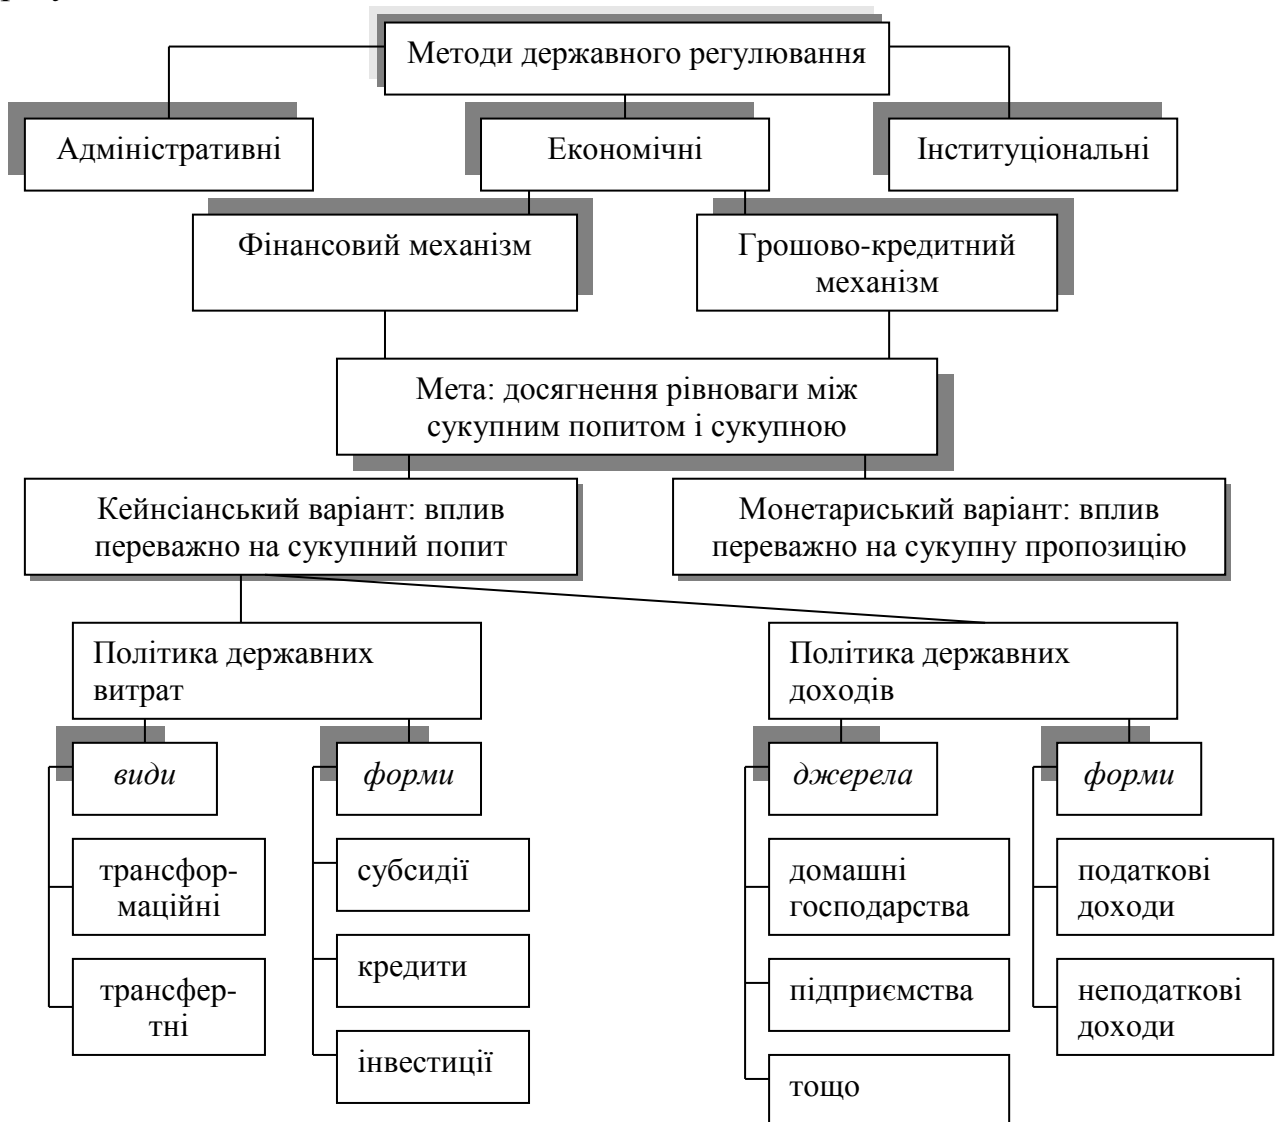 Методи державного регулювання
Адміністративні
Економічні
Інституціональні
Фінансовий механізм
Грошово-кредитний
механізм
Мета: досягнення рівноваги між
сукупним попитом і сукупною
Кейнсіанський варіант: вплив
переважно на сукупний попит
Монетариський варіант: вплив
переважно на сукупну пропозицію
Політика державних
витрат
Політика державних
доходів
види
форми
джерела
форми
трансфор-
маційні
субсидії
домашні
господарства
податкові
доходи
трансфер-
тні
кредити
підприємства
неподаткові
доходи
інвестиції
тощо